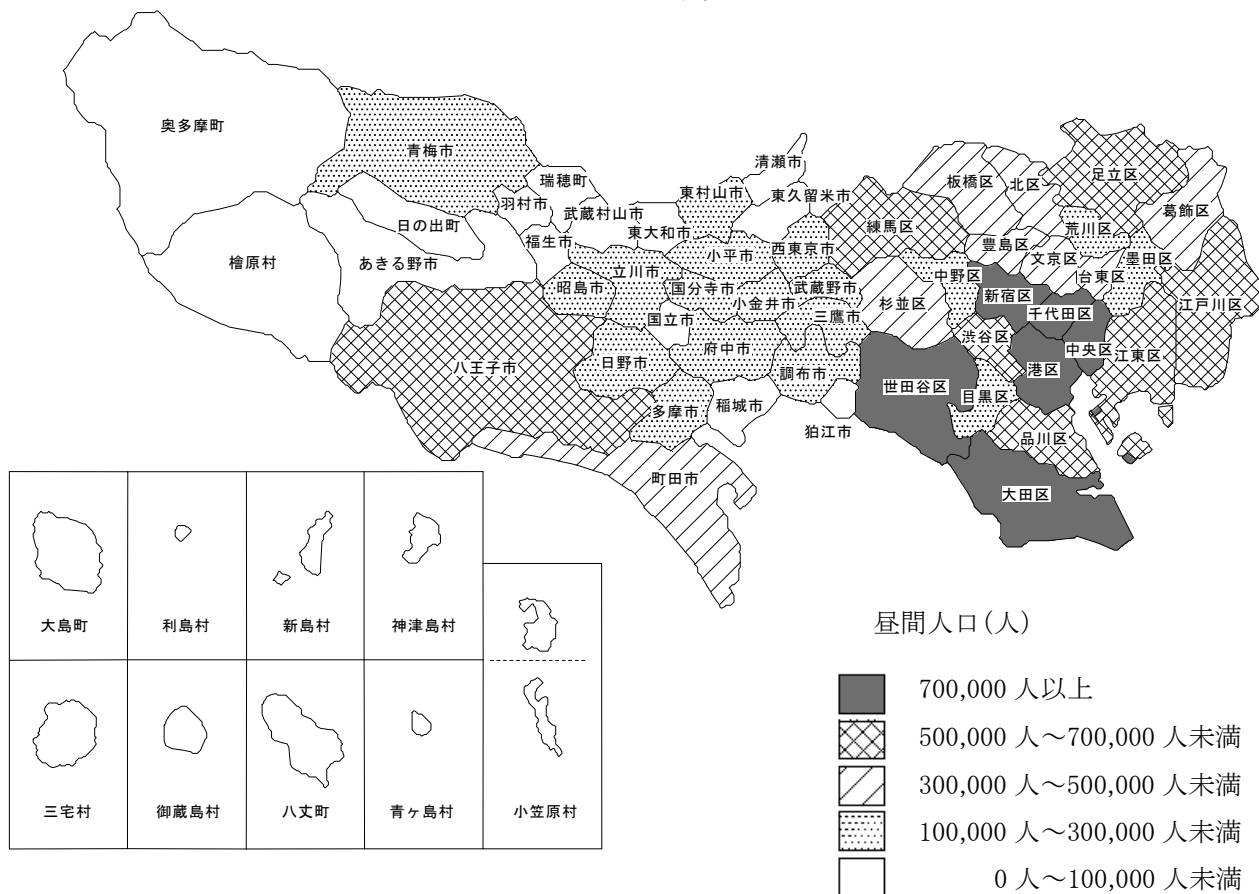 奥多摩町
青梅市
瑞穂町
羽村市
日の出町
檜原村
あきる野市
福生市
武蔵村山市
東大和市
東村山市
清瀬市
東久留米市
立川市
昭島市
小平市
西東京市
国分寺市
小金井市
武蔵野市
三鷹市
国立市
府中市
調布市
八王子市
日野市
多摩市
稲城市
狛江市
町田市
練馬区
板橋区
北区
足立区
葛飾区
荒川区
豊島区
文京区
墨田区
台東区
中野区
新宿区
千代田区
江戸川区
杉並区
渋谷区
中央区
江東区
港区
世田谷区
目黒区
品川区
大田区
大島町
利島村
新島村
神津島村
三宅村
御蔵島村
八丈町
青ヶ島村
小笠原村
昼間人口(人)
700,000 人以上
500,000 人～700,000 人未満
300,000 人～500,000 人未満
100,000 人～300,000 人未満
0 人～100,000 人未満